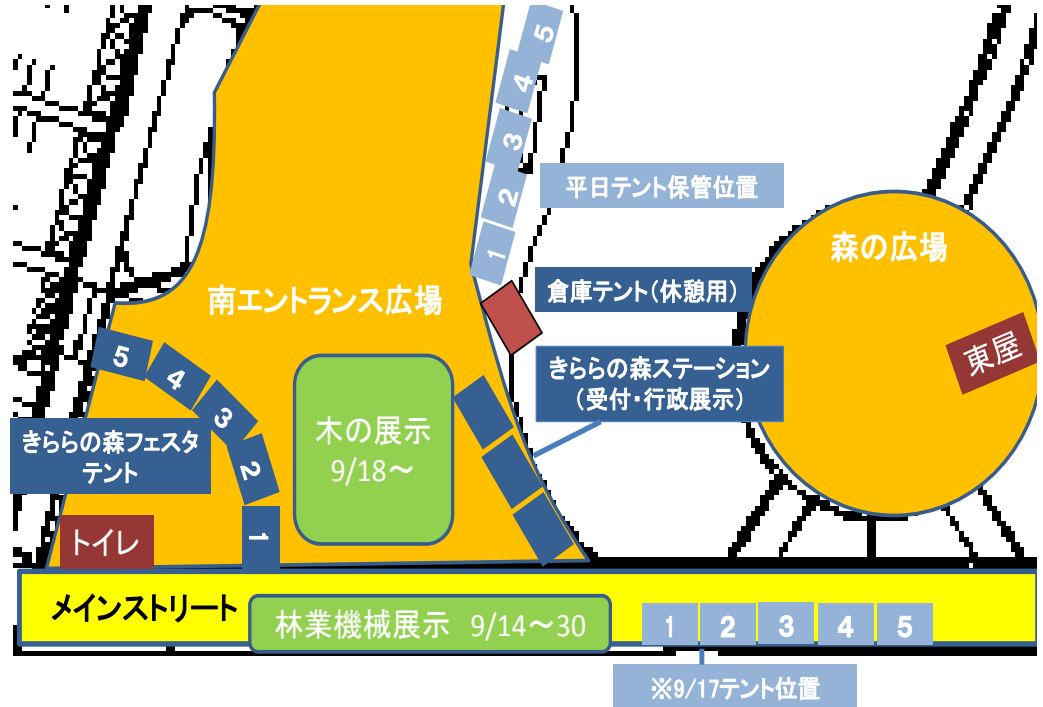 5
4
3
2
1
平日テント保管位置
森の広場
東屋
南エントランス広場
倉庫テント(休憩用)
きららの森ステーション
(受付・行政展示)
5
4
3
2
1
きららの森フェスタ
テント
木の展示
9/18～
トイレ
メインストリート
林業機械展示 9/14～30
1
2
3
4
5
※9/17テント位置